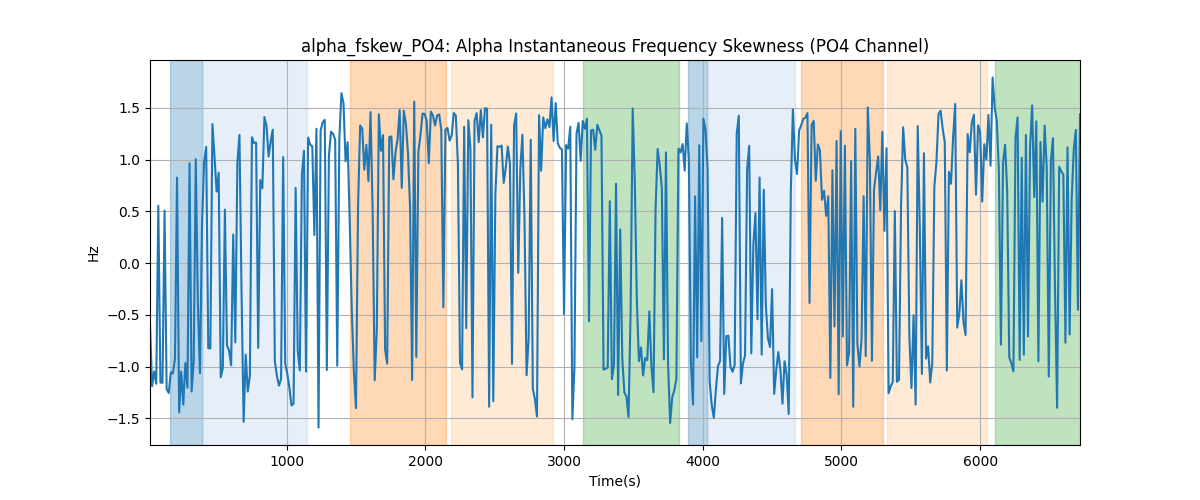 alpha_fskew_PO4: Alpha Instantaneous Frequency Skewness (PO4 Channel)
1.5
1.0
0.5
0.0
−0.5
−1.0
−1.5
Hz
1000 2000 3000 4000 5000 6000
Time(s)